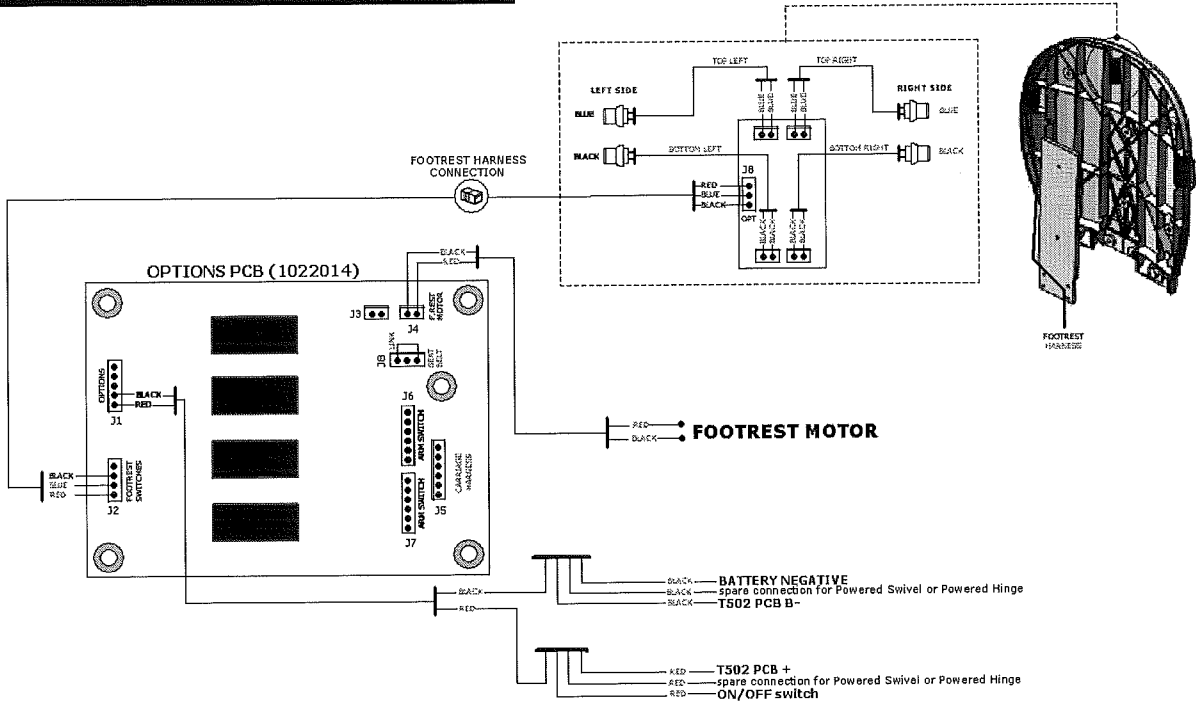 TOP LEFT
TOP RIGHT
LEFT SIDE
RIGHT SIDE
BLUE
BLUE
BLUE
BLUE
BLUE
BLUE
BLACK
BOTTOM LEFT
BOTTOM RIGHT
BLACK
FOOTREST HARNESS
CONNECTION
J8
RED
BLUE
BLACK
OPT
BLACK
BLACK
BLACK
BLACK
FOOTREST
HARNESS
OPTIONS PCB (1022014)
BLACK
RED
J3
J4
F.REST
MOTOR
LINK
J8
SEAT
BELT
OPTIONS
BLACK
RED
J1
J6
ARM SWITCH
CARRIAGE
HARNESS
J5
ARM SWITCH
J7
BLACK
BLUE
RED
FOOTREST
SWITCHES
J2
RED
BLACK
FOOTREST MOTOR
BLACK
RED
BLACK BATTERY NEGATIVE
BLACK spare connection for Powered Swivel or Powered Hinge
BLACK T502 PCB B-
RED T502 PCB +
RED spare connection for Powered Swivel or Powered Hinge
RED ON/OFF switch